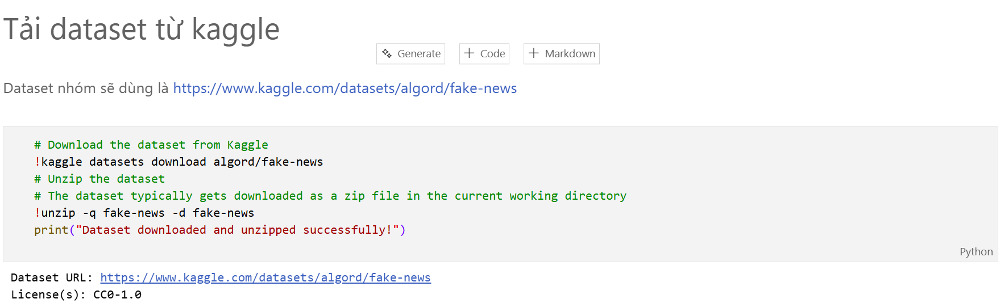 Tải dataset từ kaggle
Generate
Code
Markdown
Dataset nhóm sẽ dùng là https://www.kaggle.com/datasets/algord/fake-news
# Download the dataset from Kaggle
!kaggle datasets download algord/fake-news
# Unzip the dataset
# The dataset typically gets downloaded as a zip file in the current working directory
!unzip -q fake-news -d fake-news
print("Dataset downloaded and unzipped successfully!")
Python
Dataset URL: https://www.kaggle.com/datasets/algord/fake-news
License(s): CC0-1.0